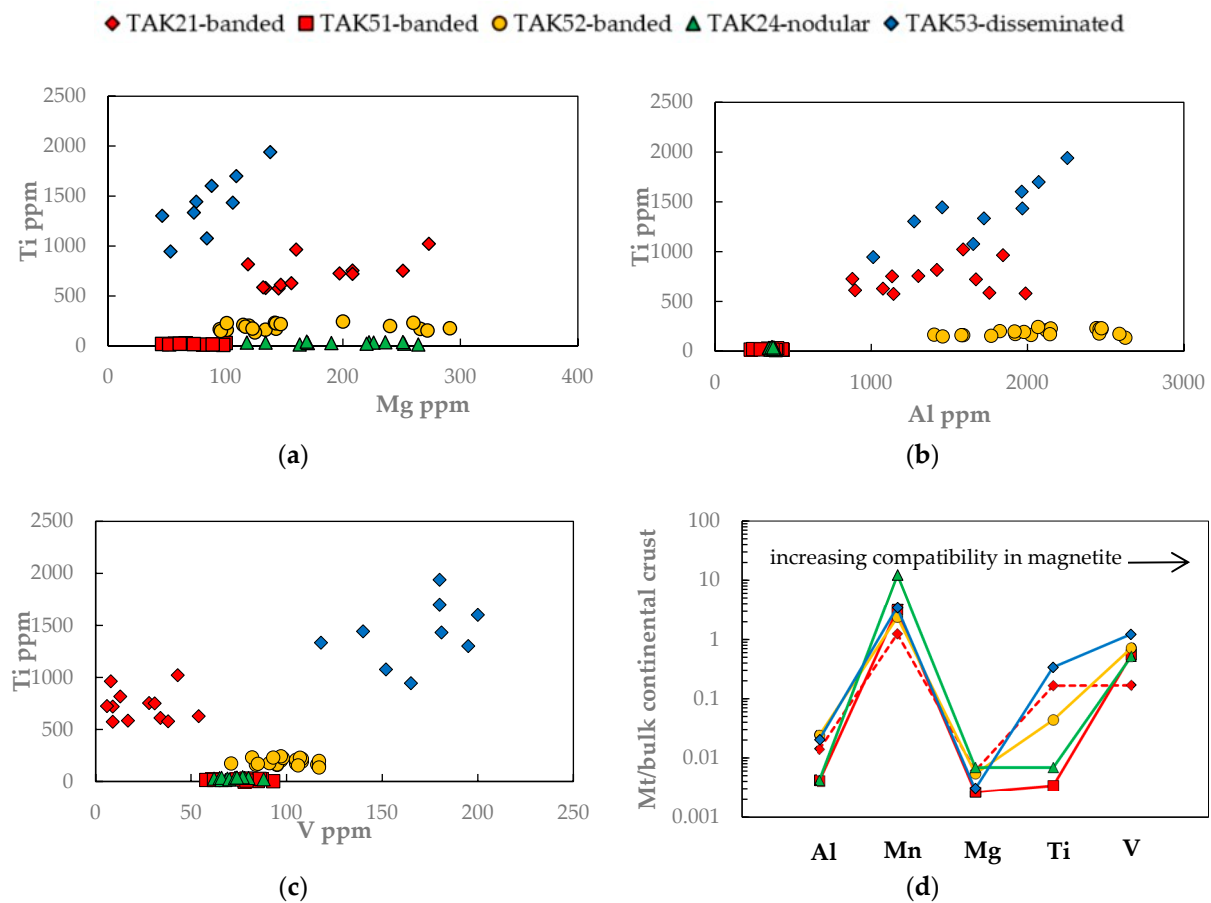 TAK21-banded TAK51-banded TAK52-banded TAK24-nodular TAK53-disseminated
2500
2000
1500
1000
500
0
Ti ppm
0 100 200 300 400
Mg ppm
(a)
2500
2000
1500
1000
500
0
Ti ppm
0 1000 2000 3000
Al ppm
(b)
2500
2000
1500
1000
500
0
Ti ppm
0 50 100 150 200 250
V ppm
(c)
100
10
1
0.1
0.01
0.001
Mt/bulk continental crust
increasing compatibility in magnetite
Al Mn Mg Ti V
(d)